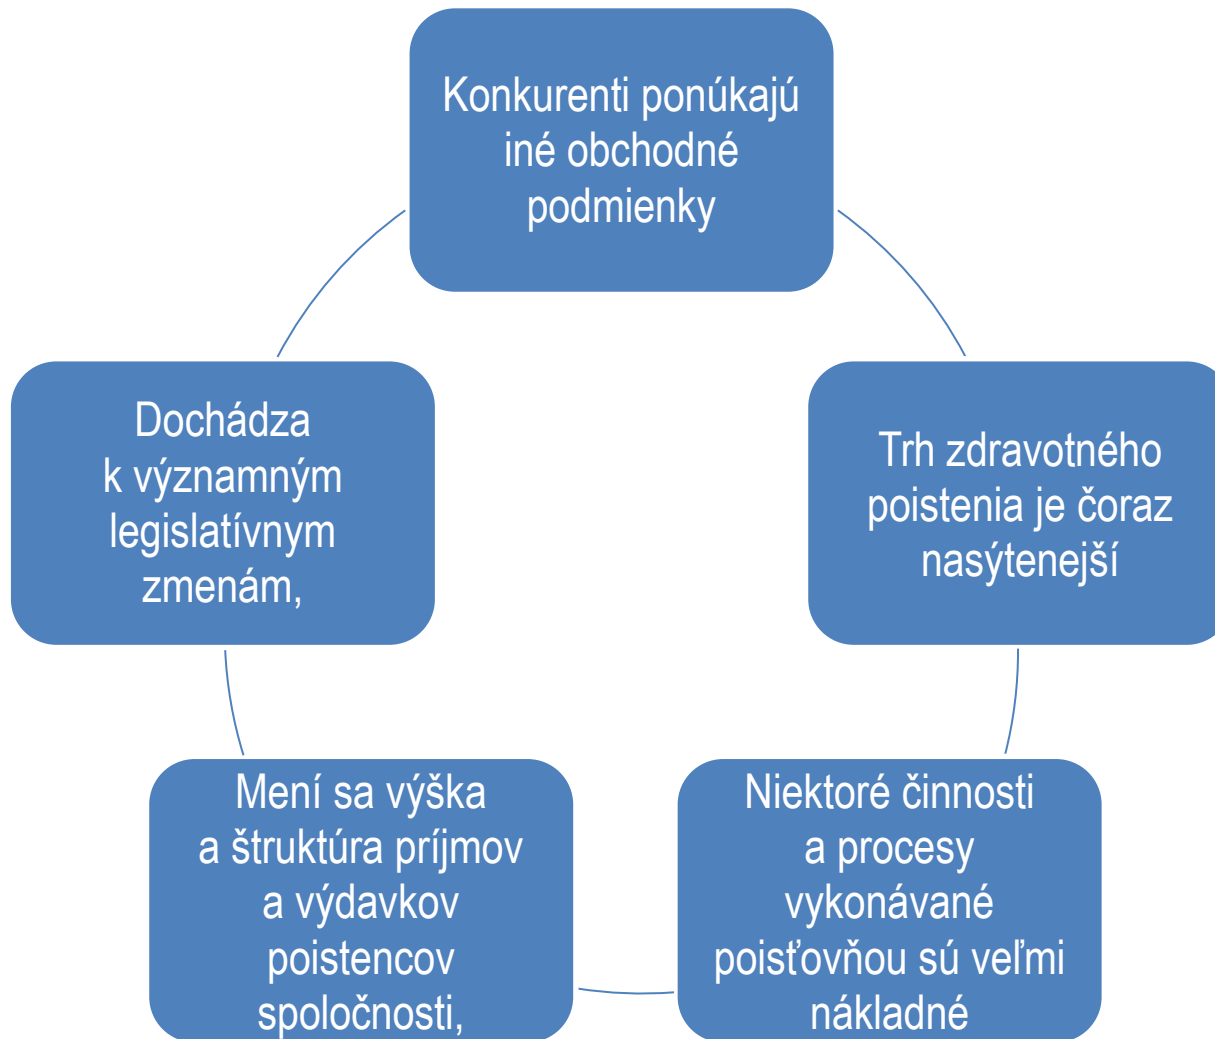 Konkurenti ponúkajú
iné obchodné
podmienky
Trh zdravotného
poistenia je čoraz
nasýtenejší
Niektoré činnosti
a procesy
vykonávané
poisťovňou sú veľmi
nákladné
Mení sa výška
a štruktúra príjmov
a výdavkov
poistencov
spoločnosti,
Dochádza
k významným
legislatívnym
zmenám,